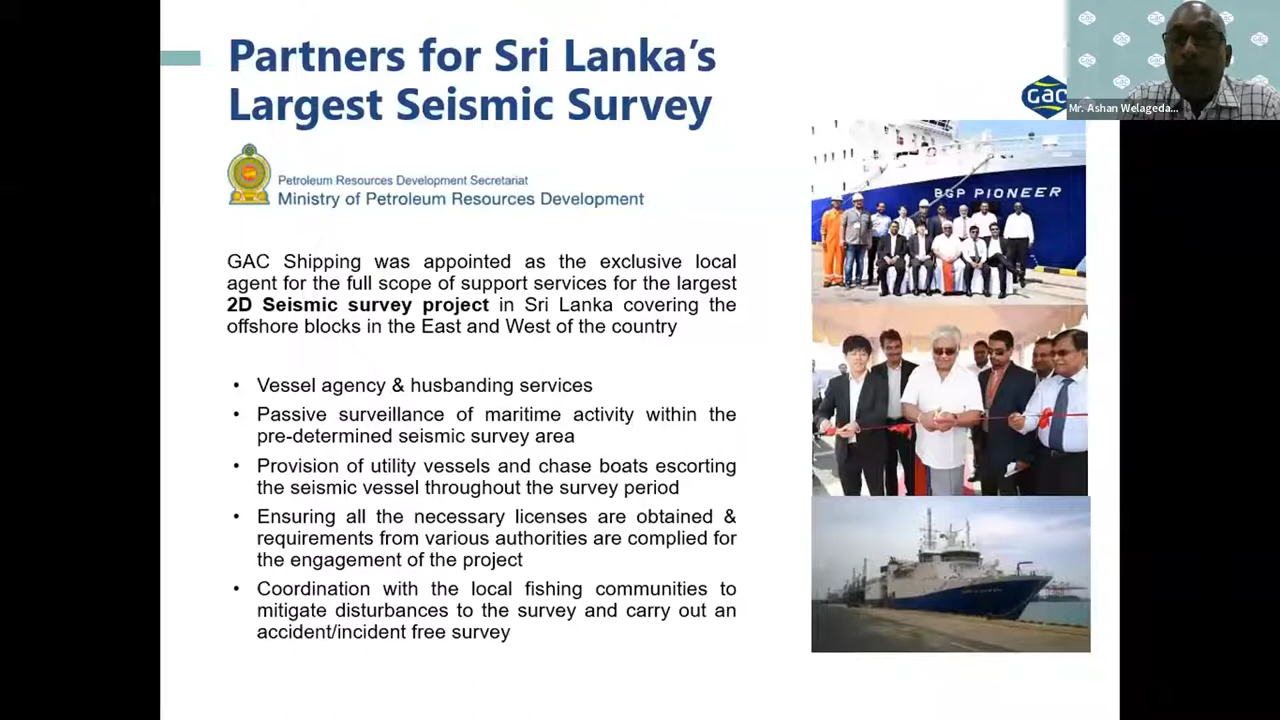 Partners for Sri Lanka's
Largest Seismic Survey
GAC
Mr. Ashan Welageda...
Petroleum Resources Development Secretariat
Ministry of Petroleum Resources Development
BGP PIONEER
GAC Shipping was appointed as the exclusive local
agent for the full scope of support services for the largest
2D Seismic survey project in Sri Lanka covering the
offshore blocks in the East and West of the country
• Vessel agency & husbanding services
• Passive surveillance of maritime activity within the
pre-determined seismic survey area
• Provision of utility vessels and chase boats escorting
the seismic vessel throughout the survey period
• Ensuring all the necessary licenses are obtained &
requirements from various authorities are complied for
the engagement of the project
• Coordination with the local fishing communities to
mitigate disturbances to the survey and carry out an
accident/incident free survey